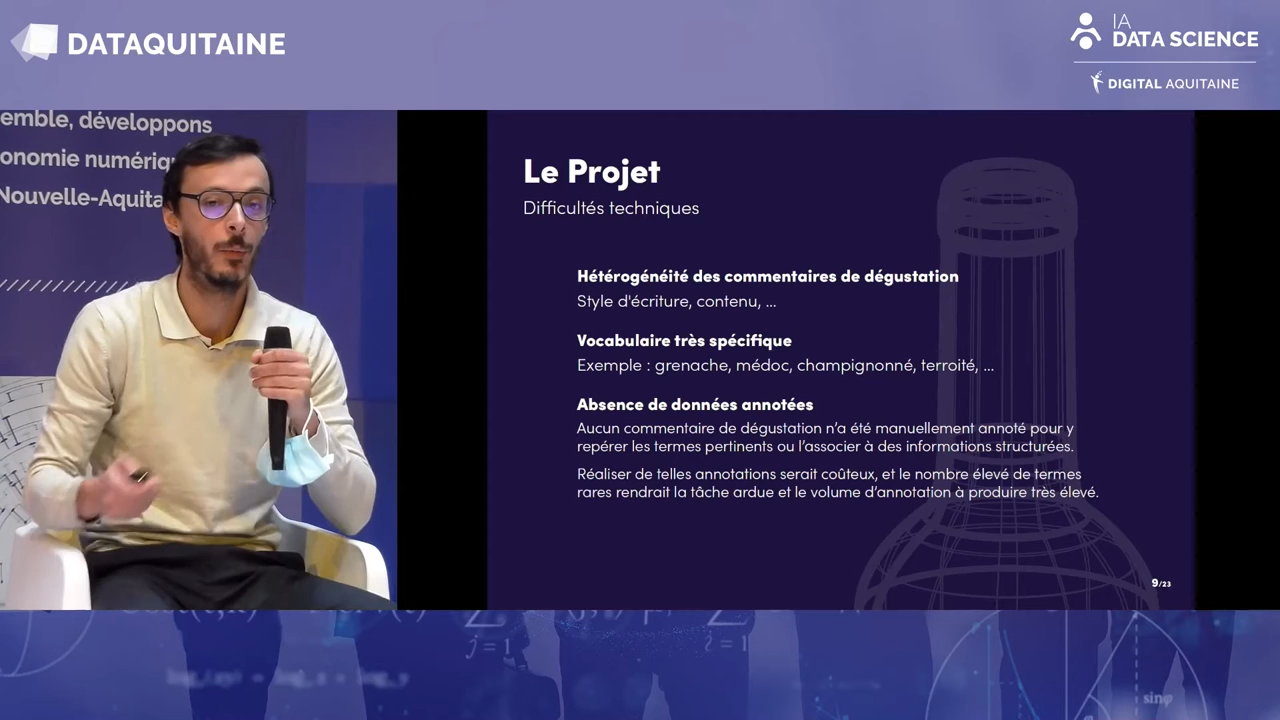 DATAQUITAINE
IA
DATA SCIENCE
DIGITAL AQUITAINE
emble, développons
onomie numériq
Nouvelle-Aquita
Le Projet
Difficultés techniques
Hétérogénéité des commentaires de dégustation
Style d'écriture, contenu, ...
Vocabulaire très spécifique
Exemple : grenache, médoc, champignonné, terroité, ...
Absence de données annotées
Aucun commentaire de dégustation n'a été manuellement annoté pour y
repérer les termes pertinents ou l'associer à des informations structurées.
Réaliser de telles annotations serait coûteux, et le nombre élevé de termes
rares rendrait la tâche ardue et le volume d'annotation à produire très élevé.
9/23
j=1
j=1
sinφ